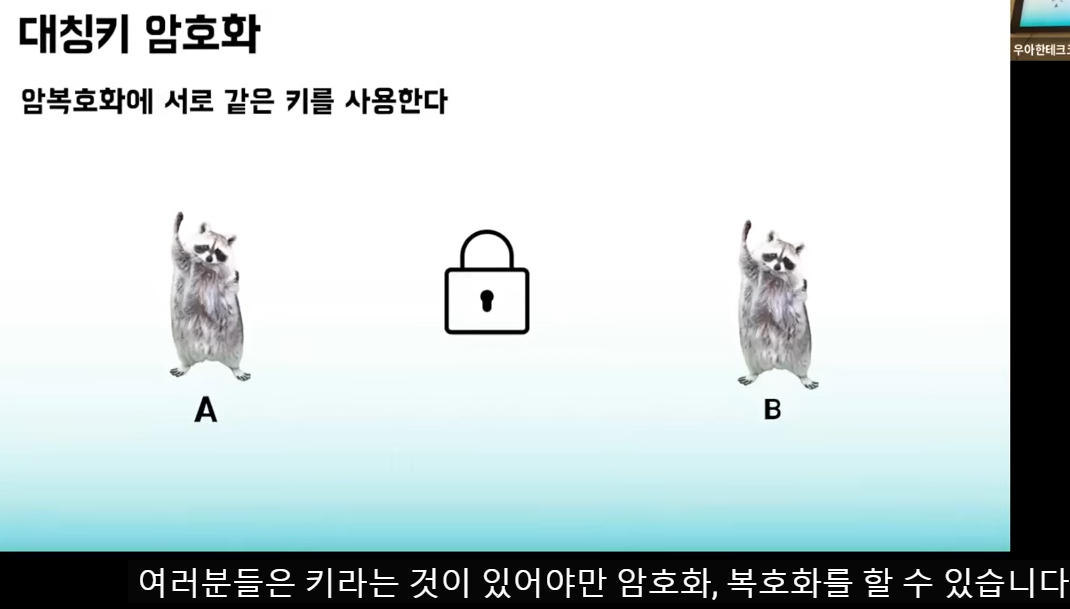 대칭키 암호화
암복호화에 서로 같은 키를 사용한다
우아한테크
A
B
여러분들은 키라는 것이 있어야만 암호화, 복호화를 할 수 있습니다